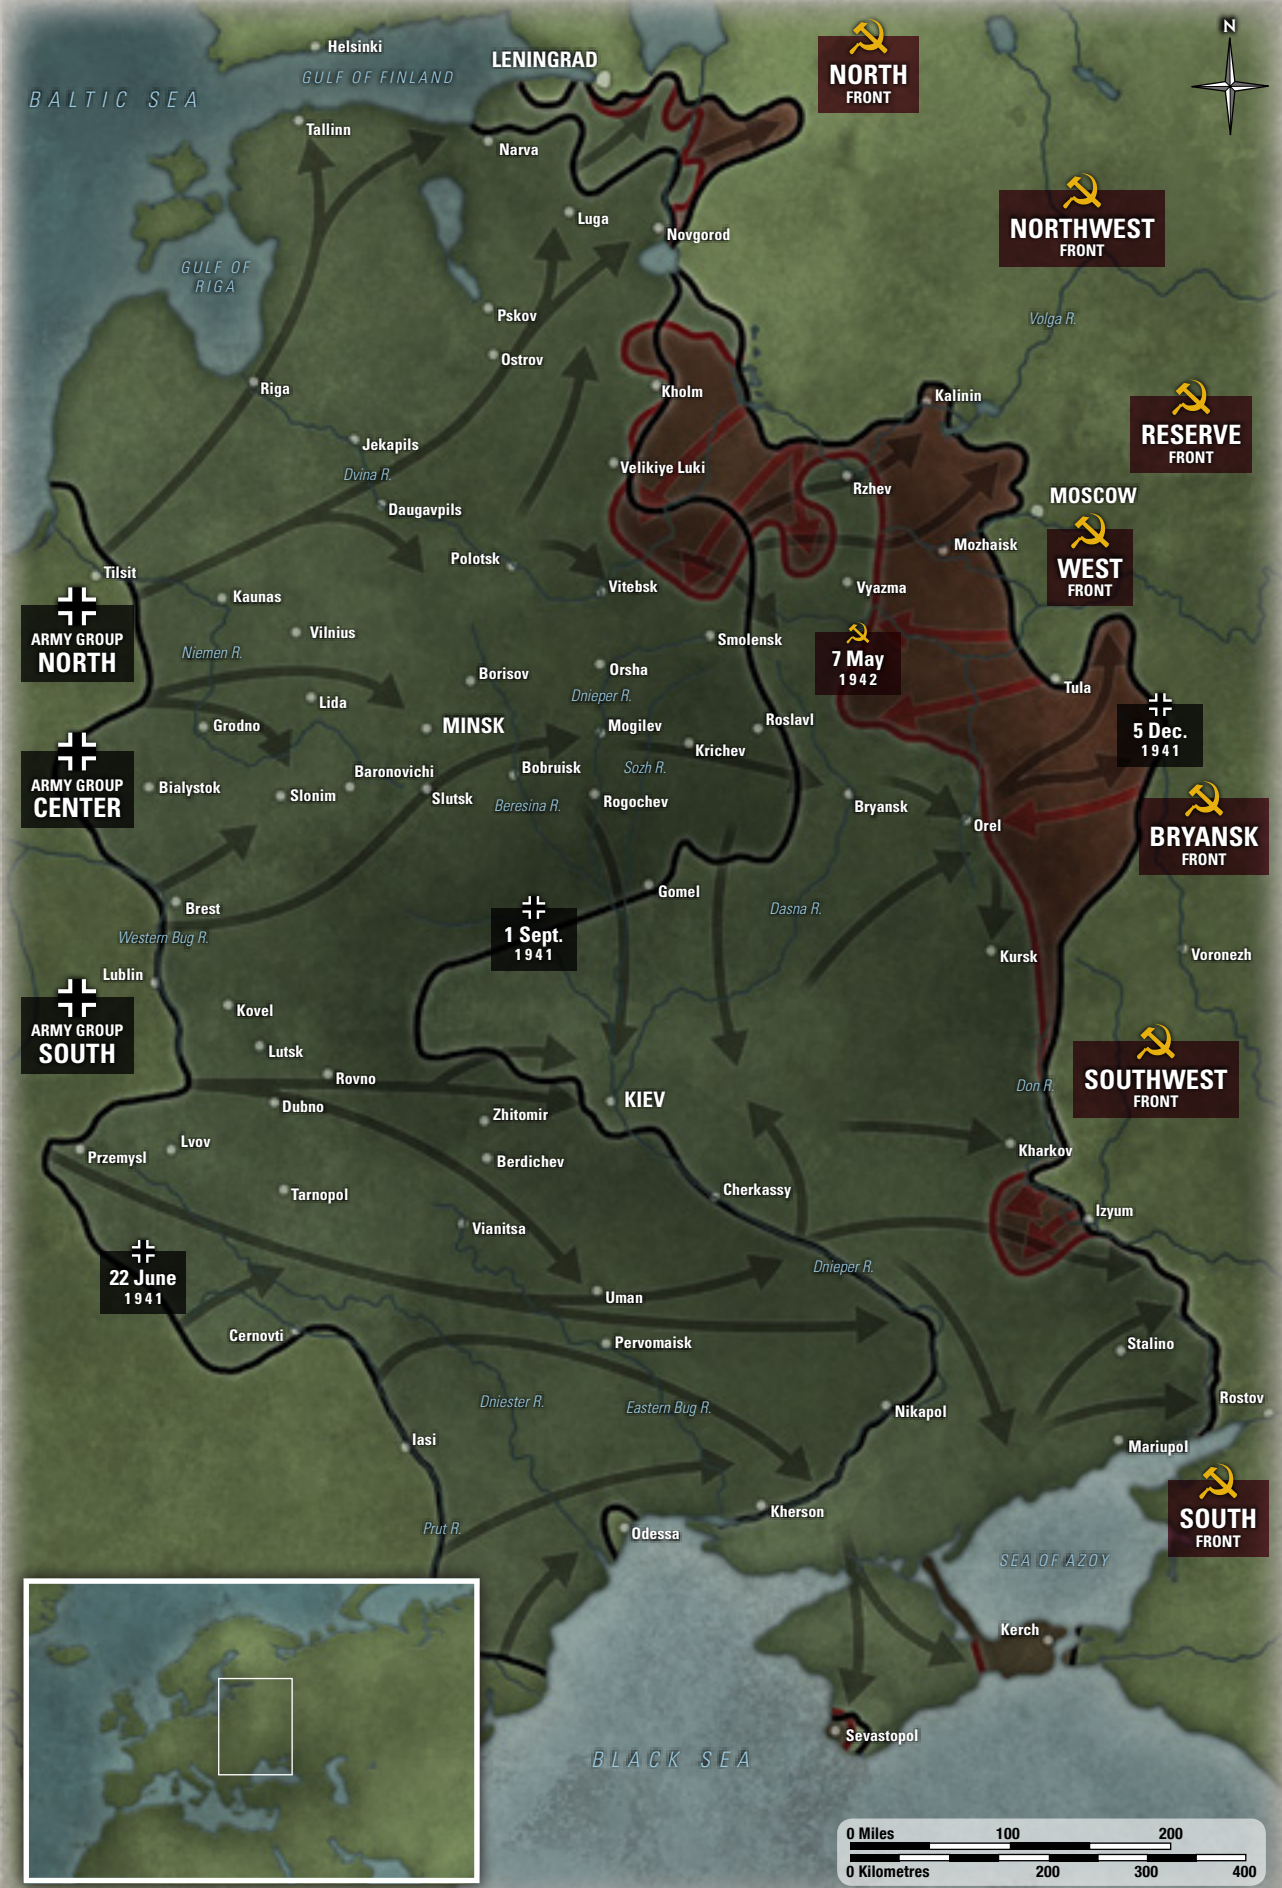 N
Helsinki
LENINGRAD
GULF OF FINLAND
BALTIC SEA
NORTH
FRONT
Tallinn
Narva
NORTHWEST
FRONT
Luga
Novgorod
GULF OF
RIGA
Pskov
Volga R.
Ostrov
Riga
Kholm
Kalinin
RESERVE
FRONT
Jekapils
Dvina R.
Velikiye Luki
Rzhev
MOSCOW
Daugavpils
Polotsk
Mozhaisk
WEST
FRONT
Tilsit
Vitebsk
Vyazma
Kaunas
ARMY GROUP
NORTH
Vilnius
Smolensk
Niemen R.
7 May
1942
Borisov
Orsha
Dnieper R.
Tula
Lida
Grodno
MINSK
Mogilev
Roslavl
5 Dec.
1941
Krichev
ARMY GROUP
CENTER
Bialystok
Baronovichi
Bobruisk
Sozh R.
Slonim
Slutsk
Beresina R.
Rogochev
Bryansk
Orel
BRYANSK
FRONT
Gomel
Brest
Dasna R.
Western Bug R.
1 Sept.
1941
Kursk
Voronezh
Lublin
ARMY GROUP
SOUTH
Kovel
Lutsk
Rovno
Don R.
SOUTHWEST
FRONT
Dubno
KIEV
Zhitomir
Lvov
Przemysl
Berdichev
Kharkov
Tarnopol
Cherkassy
Izyum
Vianitsa
22 June
1941
Dnieper R.
Uman
Cernovti
Pervomaisk
Stalino
Dniester R.
Eastern Bug R.
Nikapol
Rostov
Iasi
Mariupol
Prut R.
Odessa
Kherson
SOUTH
FRONT
SEA OF AZOY
Kerch
Sevastopol
BLACK SEA
0 Miles 100 200
0 Kilometres 200 300 400